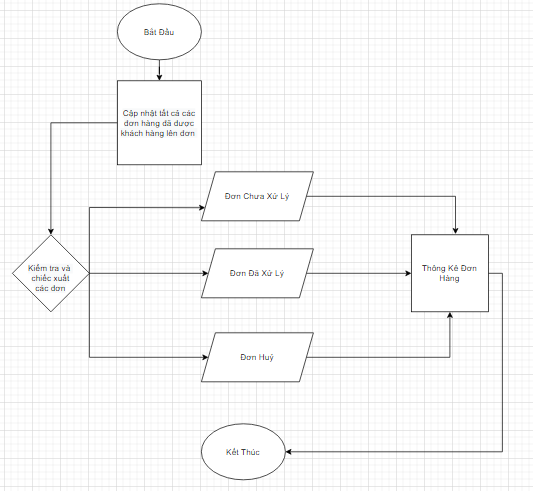 Bắt Đầu
Cập nhật tất cả các
đơn hàng đã được
khách hàng lên đơn
Đơn Chưa Xử Lý
Kiểm tra và
chiếc xuất
các đơn
Đơn Đã Xử Lý
Thông Kê Đơn
Hàng
Đơn Huỷ
Kết Thúc